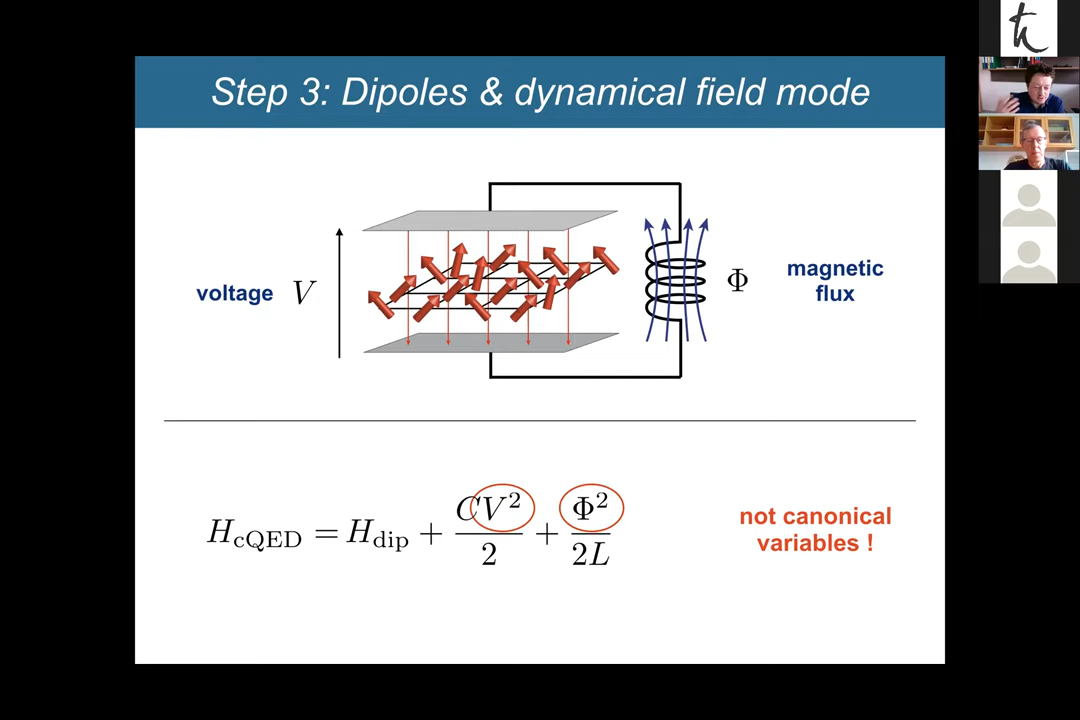 Step 3: Dipoles & dynamical field mode
voltage V
Φ
magnetic
flux
H_cQED = H_dip + CV²/2 + Φ²/2L
not canonical
variables !